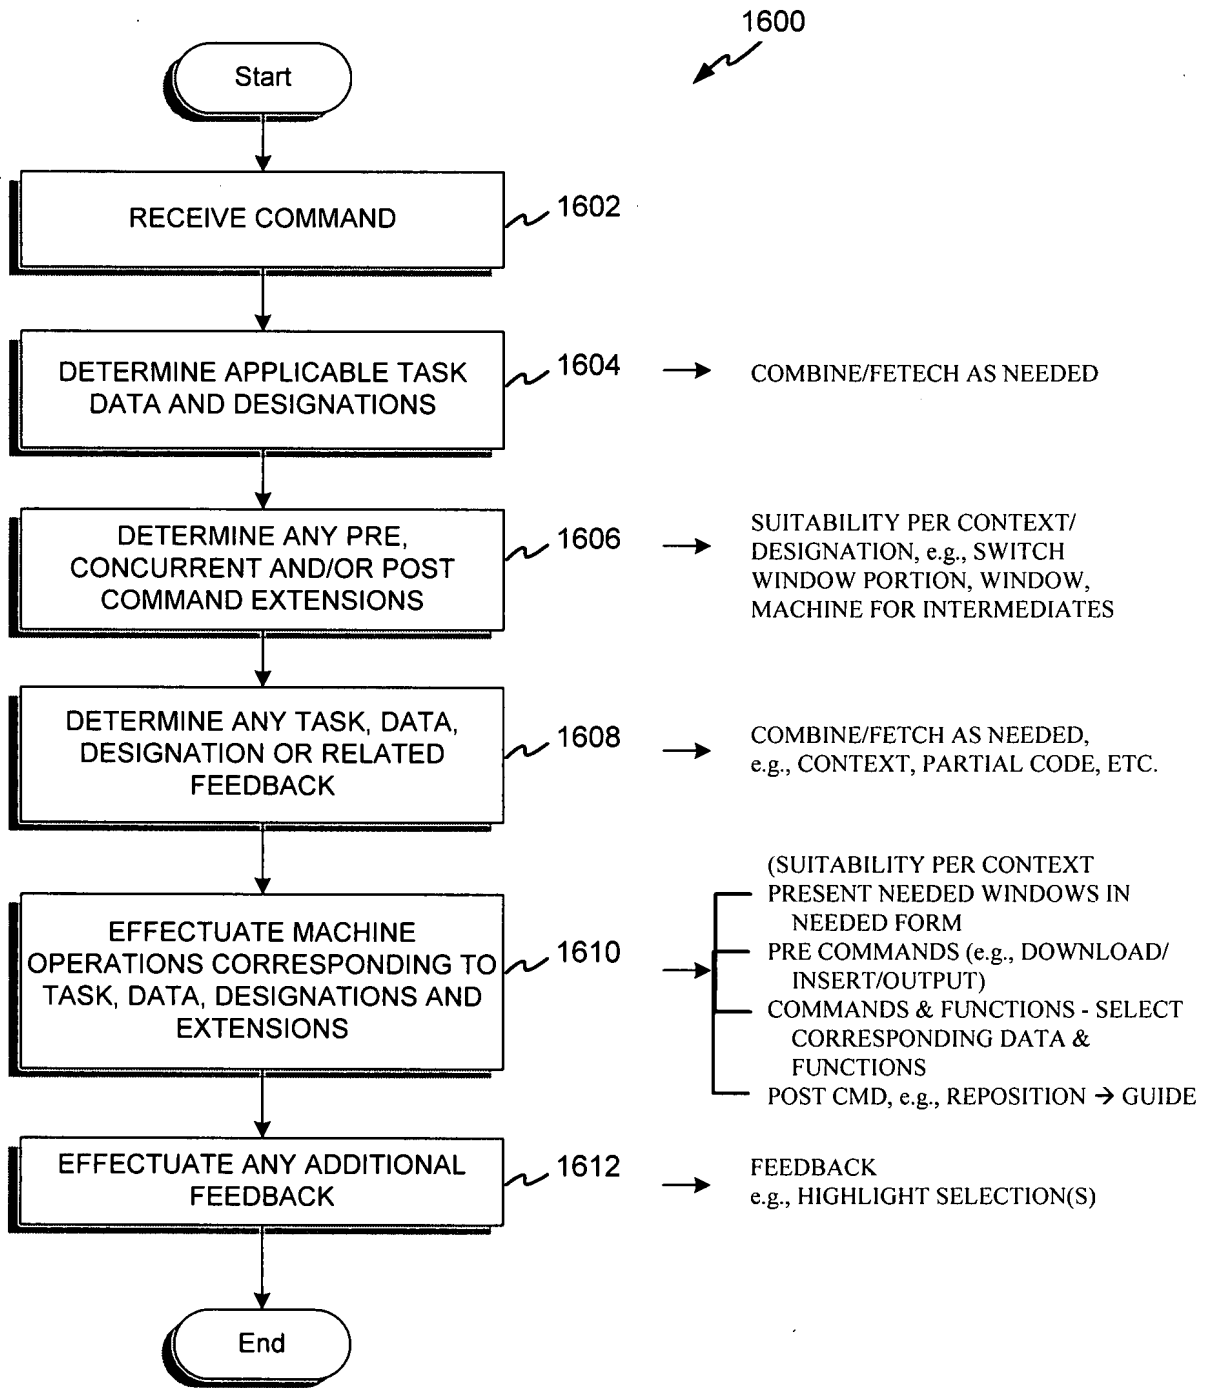 1600
Start
RECEIVE COMMAND
1602
DETERMINE APPLICABLE TASK
DATA AND DESIGNATIONS
1604
COMBINE/FETECH AS NEEDED
DETERMINE ANY PRE,
CONCURRENT AND/OR POST
COMMAND EXTENSIONS
1606
SUITABILITY PER CONTEXT/
DESIGNATION, e.g., SWITCH
WINDOW PORTION, WINDOW,
MACHINE FOR INTERMEDIATES
DETERMINE ANY TASK, DATA,
DESIGNATION OR RELATED
FEEDBACK
1608
COMBINE/FETCH AS NEEDED,
e.g., CONTEXT, PARTIAL CODE, ETC.
EFFECTUATE MACHINE
OPERATIONS CORRESPONDING TO
TASK, DATA, DESIGNATIONS AND
EXTENSIONS
1610
(SUITABILITY PER CONTEXT
PRESENT NEEDED WINDOWS IN
NEEDED FORM
PRE COMMANDS (e.g., DOWNLOAD/
INSERT/OUTPUT)
COMMANDS & FUNCTIONS - SELECT
CORRESPONDING DATA &
FUNCTIONS
POST CMD, e.g., REPOSITION → GUIDE
EFFECTUATE ANY ADDITIONAL
FEEDBACK
1612
FEEDBACK
e.g., HIGHLIGHT SELECTION(S)
End